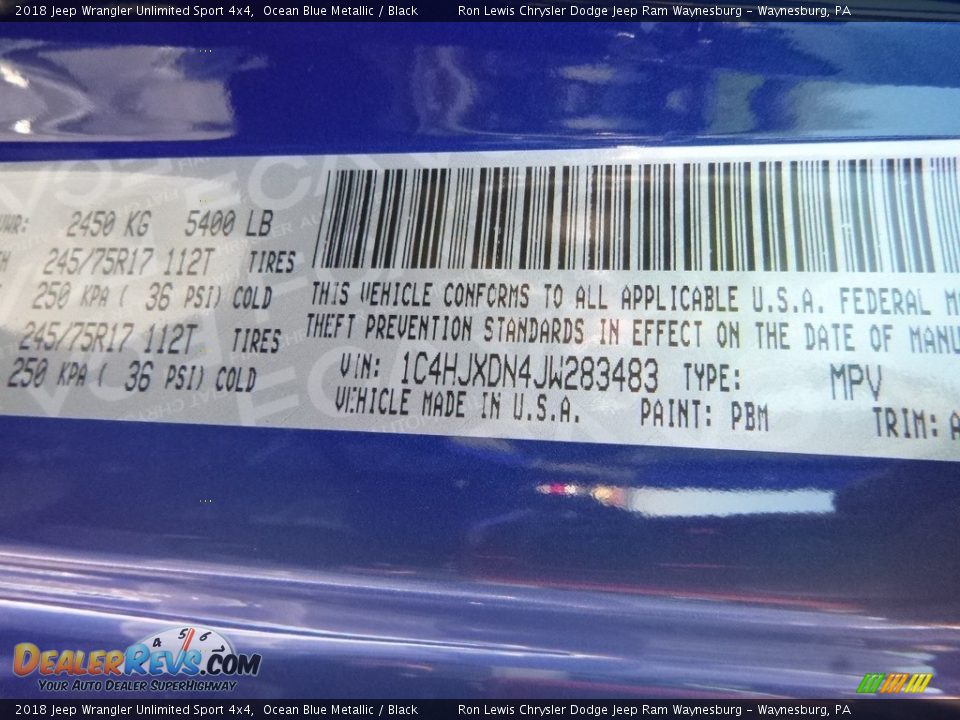 2018 Jeep Wrangler Unlimited Sport 4x4,  Ocean Blue Metallic / Black          Ron Lewis Chrysler Dodge Jeep Ram Waynesburg - Waynesburg, PA
2450 KG   5400 LB
245/75R17 112T   TIRES
250 KPA ( 36 PSI) COLD
245/75R17 112T   TIRES
250 KPA ( 36 PSI) COLD
THIS VEHICLE CONFORMS TO ALL APPLICABLE U.S.A. FEDERAL
THEFT PREVENTION STANDARDS IN EFFECT ON THE DATE OF MANU
VIN: 1C4HJXDN4JW283483 TYPE: MPV
VEHICLE MADE IN U.S.A.   PAINT: PBM   TRIM: A
4 5 6
DEALERREVS.COM
YOUR AUTO DEALER SUPERHIGHWAY
2018 Jeep Wrangler Unlimited Sport 4x4,  Ocean Blue Metallic / Black          Ron Lewis Chrysler Dodge Jeep Ram Waynesburg - Waynesburg, PA